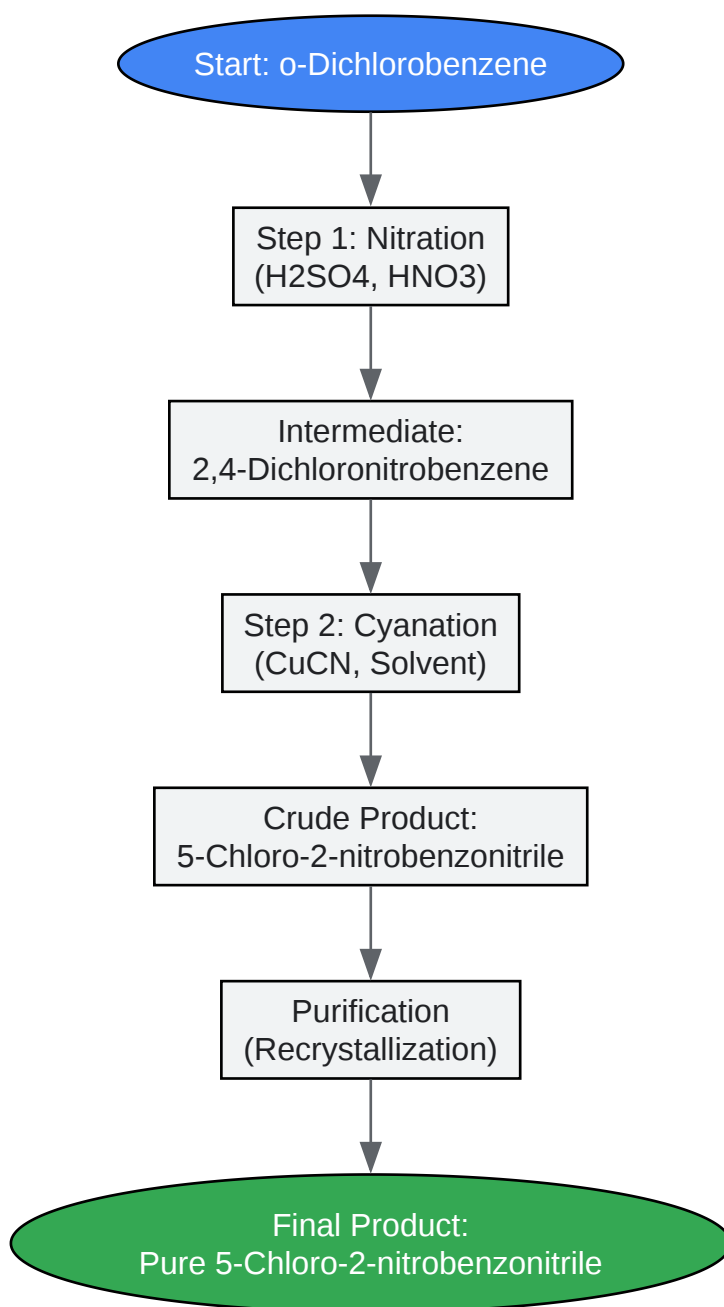 Start: o-Dichlorobenzene
Step 1: Nitration
(H2SO4, HNO3)
Intermediate:
2,4-Dichloronitrobenzene
Step 2: Cyanation
(CuCN, Solvent)
Crude Product:
5-Chloro-2-nitrobenzonitrile
Purification
(Recrystallization)
Final Product:
Pure 5-Chloro-2-nitrobenzonitrile